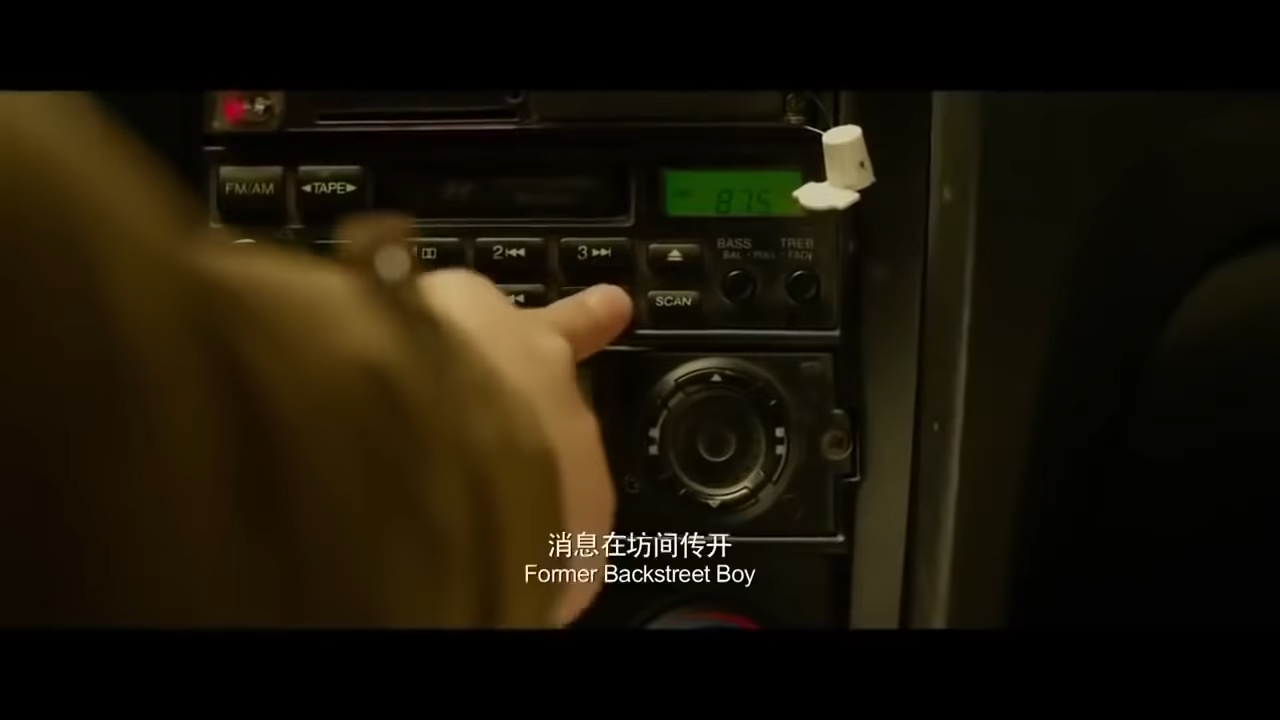 FM/AM
◀TAPE▶
875
2
3
BASS
TREB
BAL
SCAN
消息在坊间传开
Former Backstreet Boy